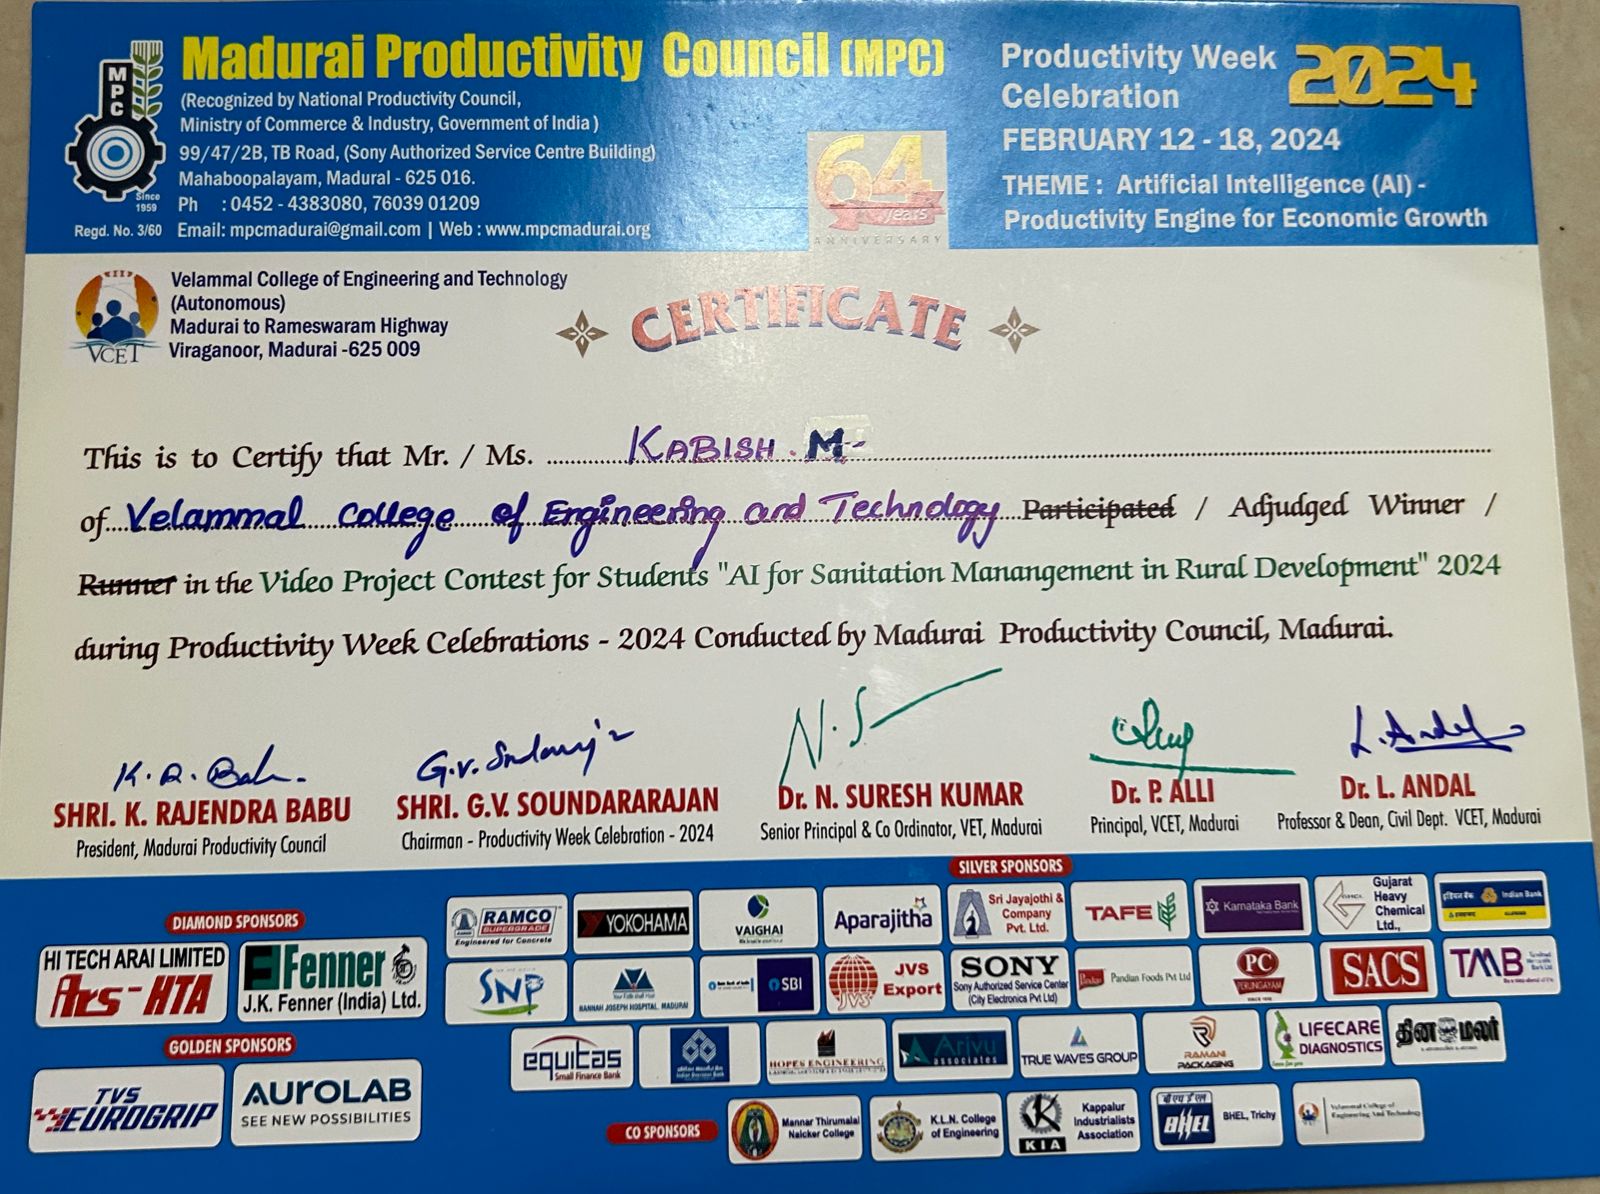 Madurai Productivity Council (MPC)
(Recognized by National Productivity Council,
Ministry of Commerce & Industry, Government of India )
99/47/2B, TB Road, (Sony Authorized Service Centre Building)
Mahaboopalayam, Madural - 625 016.
Ph : 0452 - 4383080, 76039 01209
Email: mpcmadurai@gmail.com | Web : www.mpcmadurai.org
MPC
Since
1959
Regd. No. 3/60
64
Years
ANNIVERSARY
Productivity Week
Celebration
2024
FEBRUARY 12 - 18, 2024
THEME : Artificial Intelligence (AI) -
Productivity Engine for Economic Growth
VCET
Velammal College of Engineering and Technology
(Autonomous)
Madurai to Rameswaram Highway
Viraganoor, Madurai -625 009
CERTIFICATE
This is to Certify that Mr. / Ms. KABISH . M
of Velammal College of Engineering and Technology Participated / Adjudged Winner /
Runner in the Video Project Contest for Students "AI for Sanitation Manangement in Rural Development" 2024
during Productivity Week Celebrations - 2024 Conducted by Madurai Productivity Council, Madurai.
SHRI. K. RAJENDRA BABU
President, Madurai Productivity Council
SHRI. G.V. SOUNDARARAJAN
Chairman - Productivity Week Celebration - 2024
Dr. N. SURESH KUMAR
Senior Principal & Co Ordinator, VET, Madurai
Dr. P. ALLI
Principal, VCET, Madurai
Dr. L. ANDAL
Professor & Dean, Civil Dept. VCET, Madurai
DIAMOND SPONSORS
HI TECH ARAI LIMITED
Ars-HTA
Fenner
J.K. Fenner (India) Ltd.
GOLDEN SPONSORS
TVS
EUROGRIP
AUROLAB
SEE NEW POSSIBILITIES
SILVER SPONSORS
RAMCO
SUPERGRADE
Engineered for Concrete
YOKOHAMA
VAIGHAI
Aparajitha
Sri Jayajothi &
Company
Pvt. Ltd.
TAFE
Karnataka Bank
Gujarat
Heavy
Chemical
Ltd.,
Indian Bank
SNP
HANNAH JOSEPH HOSPITAL, MADURAI
SBI
JVS
JVS
Export
SONY
Sony Authorized Service Center
(City Electronics Pvt Ltd)
Pandian Foods Pvt Ltd
PC
PERUNGAYAM
SACS
TMB
equitas
Small Finance Bank
Indian Overseas Bank
HOPES ENGINEERING
Arivu
associates
TRUE WAVES GROUP
RAMANI
PACKAGING
LIFECARE
DIAGNOSTICS
தினமலர்
CO SPONSORS
Mannar Thirumalai
Naicker College
K.L.N. College
of Engineering
KIA
Kappalur
Industrialists
Association
BHEL
BHEL, Trichy
Velammal College of
Engineering And Technology